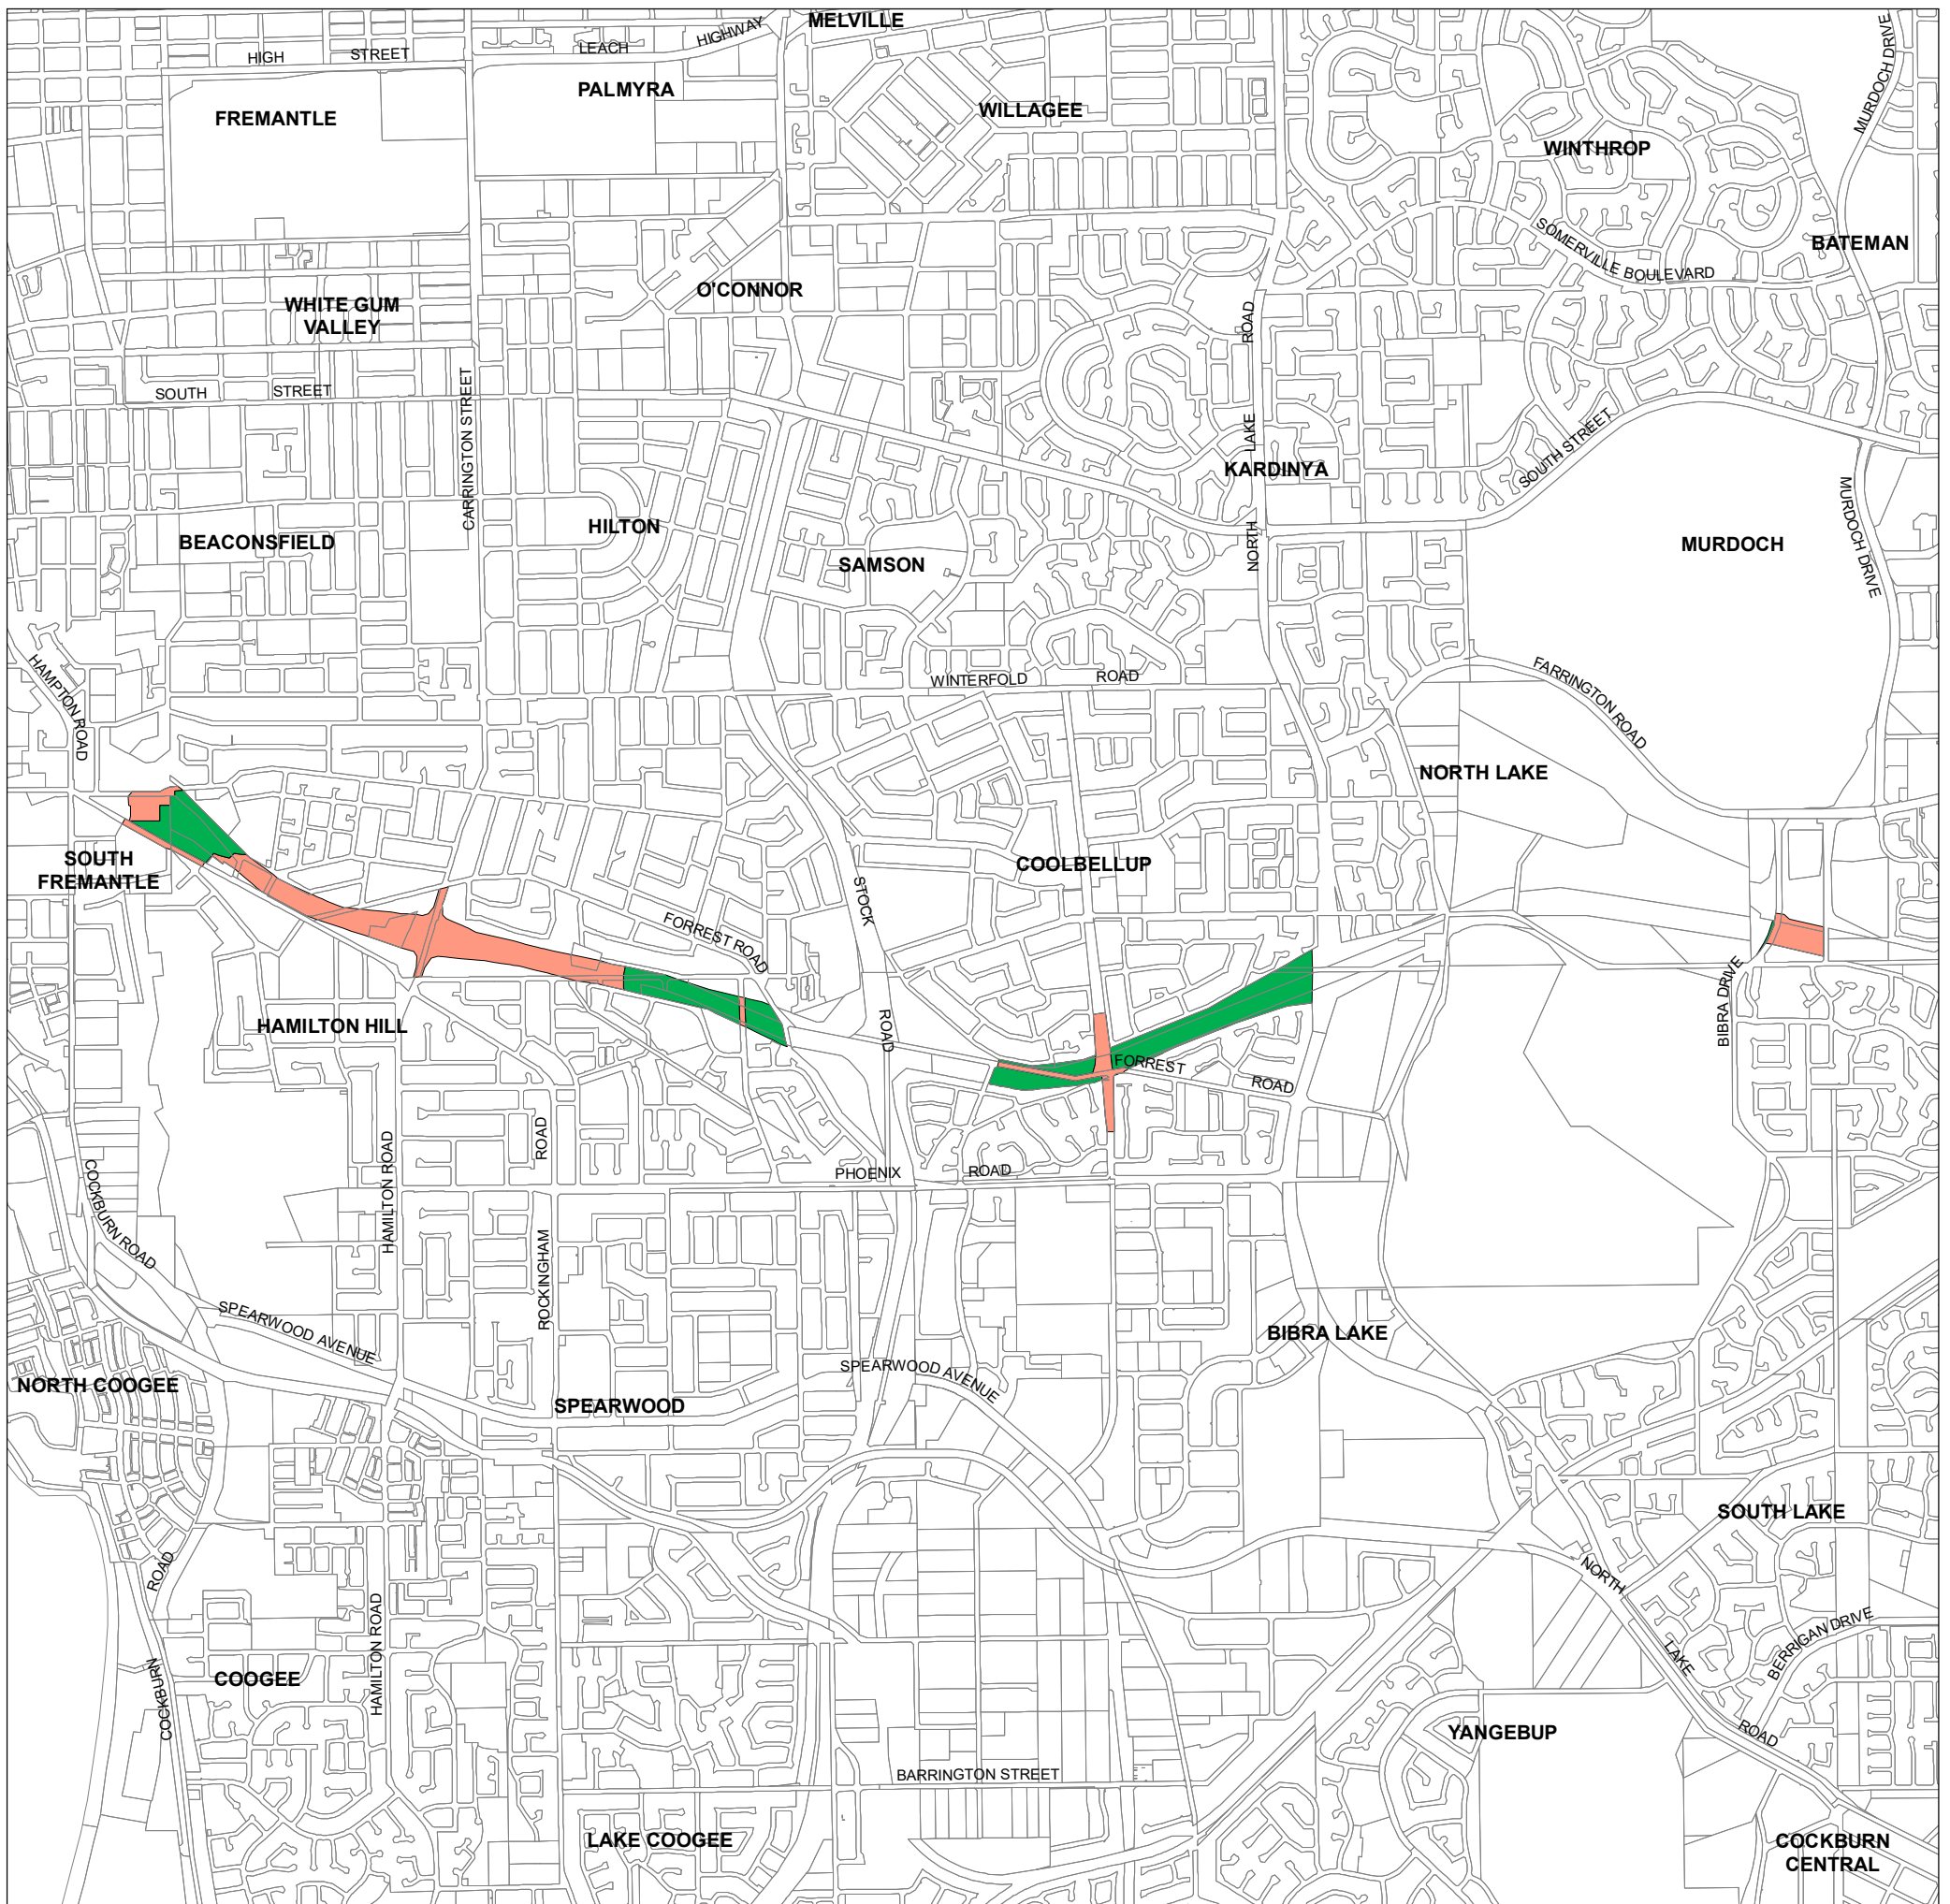 MELVILLE
HIGH STREET
LEACH HIGHWAY
MURDOCH DRIVE
PALMYRA
FREMANTLE
WILLAGEE
WINTHROP
SOMERVILLE BOULEVARD
BATEMAN
O'CONNOR
WHITE GUM
VALLEY
NORTH LAKE ROAD
SOUTH STREET
CARRINGTON STREET
SOUTH STREET
KARDINYA
MURDOCH DRIVE
BEACONSFIELD
HILTON
SAMSON
MURDOCH
HAMPTON ROAD
WINTERFOLD ROAD
FARRINGTON ROAD
NORTH LAKE
SOUTH
FREMANTLE
COOLBELLUP
STOCK ROAD
FORREST ROAD
BIBRA DRIVE
HAMILTON HILL
FORREST ROAD
HAMILTON ROAD
ROCKINGHAM ROAD
PHOENIX ROAD
COCKBURN ROAD
SPEARWOOD AVENUE
BIBRA LAKE
SPEARWOOD AVENUE
NORTH COOGEE
SPEARWOOD
SOUTH LAKE
COCKBURN ROAD
NORTH LAKE ROAD
HAMILTON ROAD
BERRIGAN DRIVE
COOGEE
YANGEBUP
BARRINGTON STREET
LAKE COOGEE
COCKBURN
CENTRAL